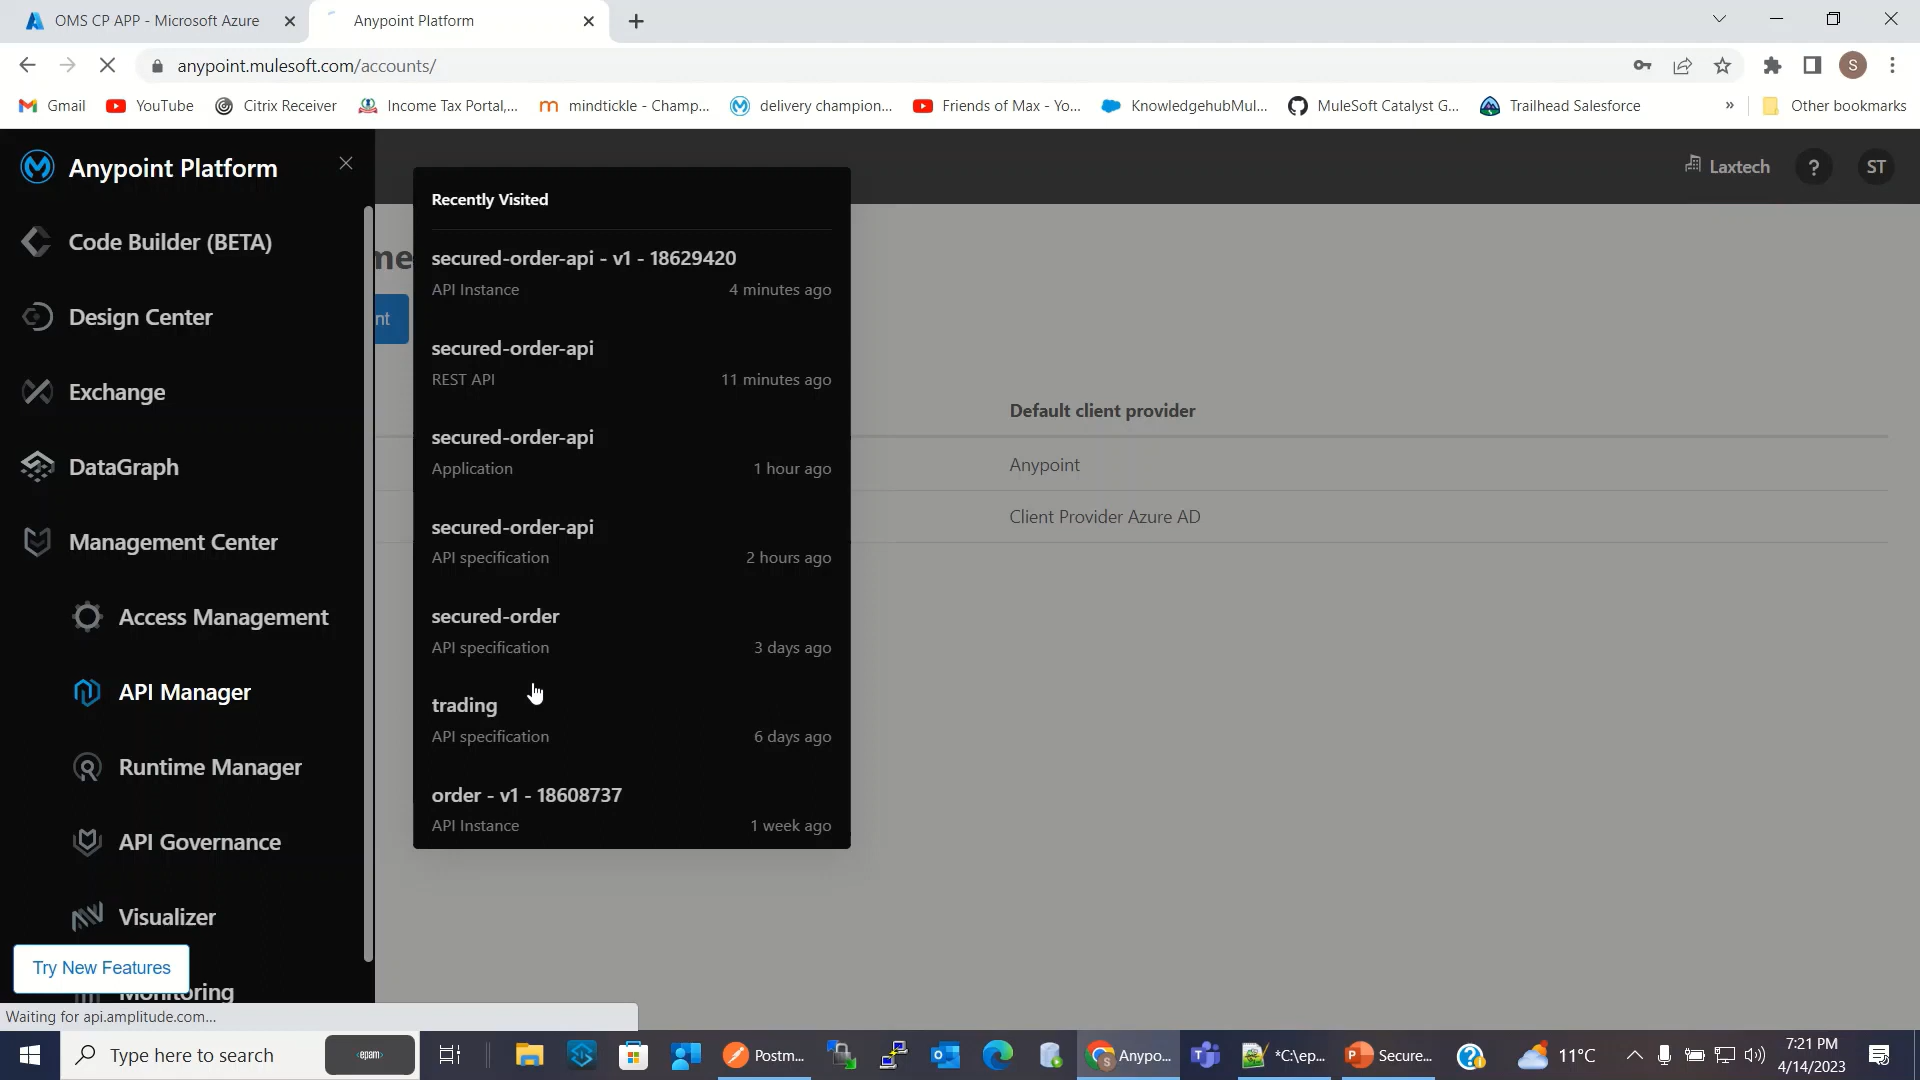 OMS CP APP - Microsoft Azure
Anypoint Platform
anypoint.mulesoft.com/accounts/
S
Gmail
YouTube
Citrix Receiver
Income Tax Portal,...
mindtickle - Champ...
delivery champion...
Friends of Max - Yo...
KnowledgehubMul...
MuleSoft Catalyst G...
Trailhead Salesforce
»
Other bookmarks
Anypoint Platform
Laxtech
?
ST
Code Builder (BETA)
Design Center
Exchange
DataGraph
Management Center
Access Management
API Manager
Runtime Manager
API Governance
Visualizer
Monitoring
Try New Features
Recently Visited
secured-order-api - v1 - 18629420
API Instance 4 minutes ago
secured-order-api
REST API 11 minutes ago
secured-order-api
Application 1 hour ago
secured-order-api
API specification 2 hours ago
secured-order
API specification 3 days ago
trading
API specification 6 days ago
order - v1 - 18608737
API Instance 1 week ago
me
nt
Default client provider
Anypoint
Client Provider Azure AD
Waiting for api.amplitude.com...
Type here to search
<epam>
Postm...
Anypo...
*C:\ep...
Secure...
11°C
7:21 PM
4/14/2023